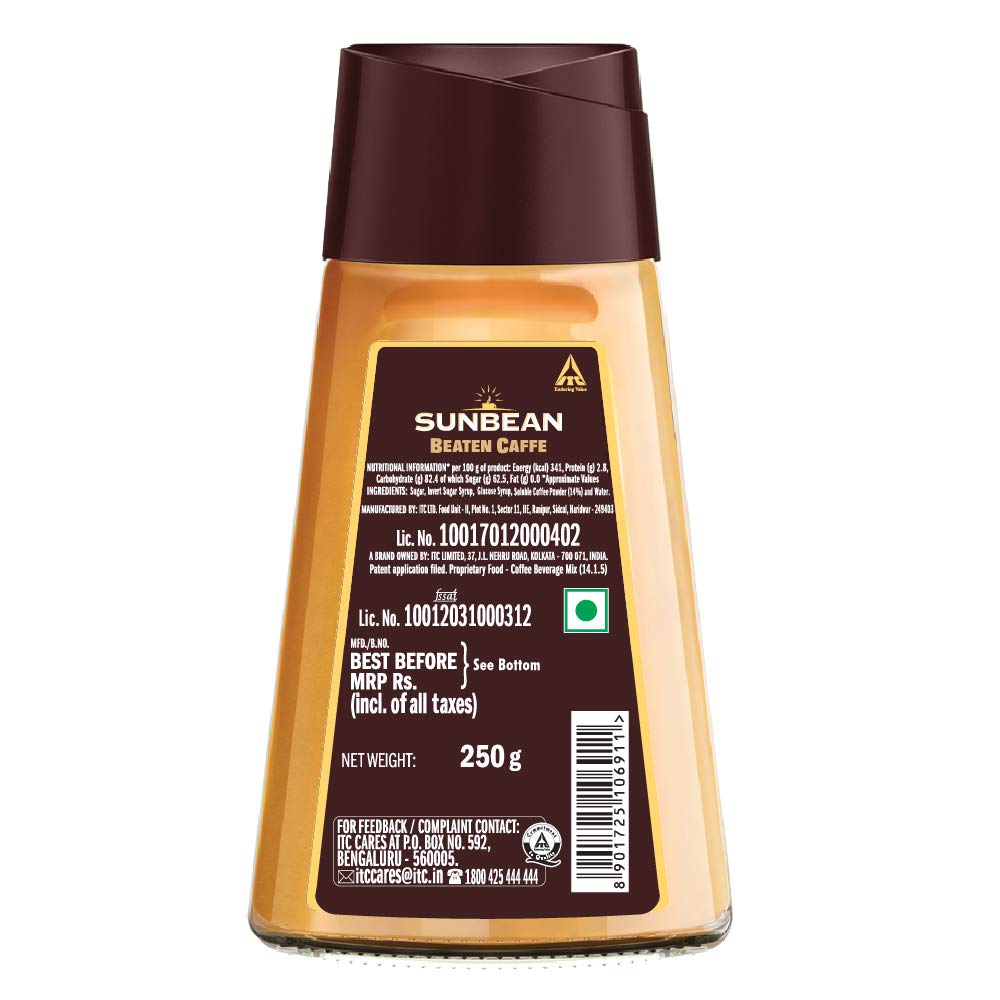 ITC
Enduring Value
SUNBEAN
BEATEN CAFFE
NUTRITIONAL INFORMATION* per 100 g of product: Energy (kcal) 341, Protein (g) 2.8,
Carbohydrate (g) 82.4 of which Sugar (g) 62.5, Fat (g) 0.0 *Approximate Values
INGREDIENTS: Sugar, Invert Sugar Syrup, Glucose Syrup, Soluble Coffee Powder (14%) and Water.
MANUFACTURED BY: ITC LTD. Food Unit - II, Plot No. 1, Sector 11, IIE, Ranipur, Sidcul, Haridwar - 249403
Lic. No. 10017012000402
A BRAND OWNED BY: ITC LIMITED, 37, J.L. NEHRU ROAD, KOLKATA - 700 071, INDIA.
Patent application filed. Proprietary Food - Coffee Beverage Mix (14.1.5)
fssai
Lic. No. 10012031000312
MFD./B.NO.
BEST BEFORE } See Bottom
MRP Rs.
(incl. of all taxes)
NET WEIGHT: 250 g
FOR FEEDBACK / COMPLAINT CONTACT:
ITC CARES AT P.O. BOX NO. 592,
BENGALURU - 560005.
itccares@itc.in 1800 425 444 444
Commitment
ITC
to Quality
8 901725 106911 >